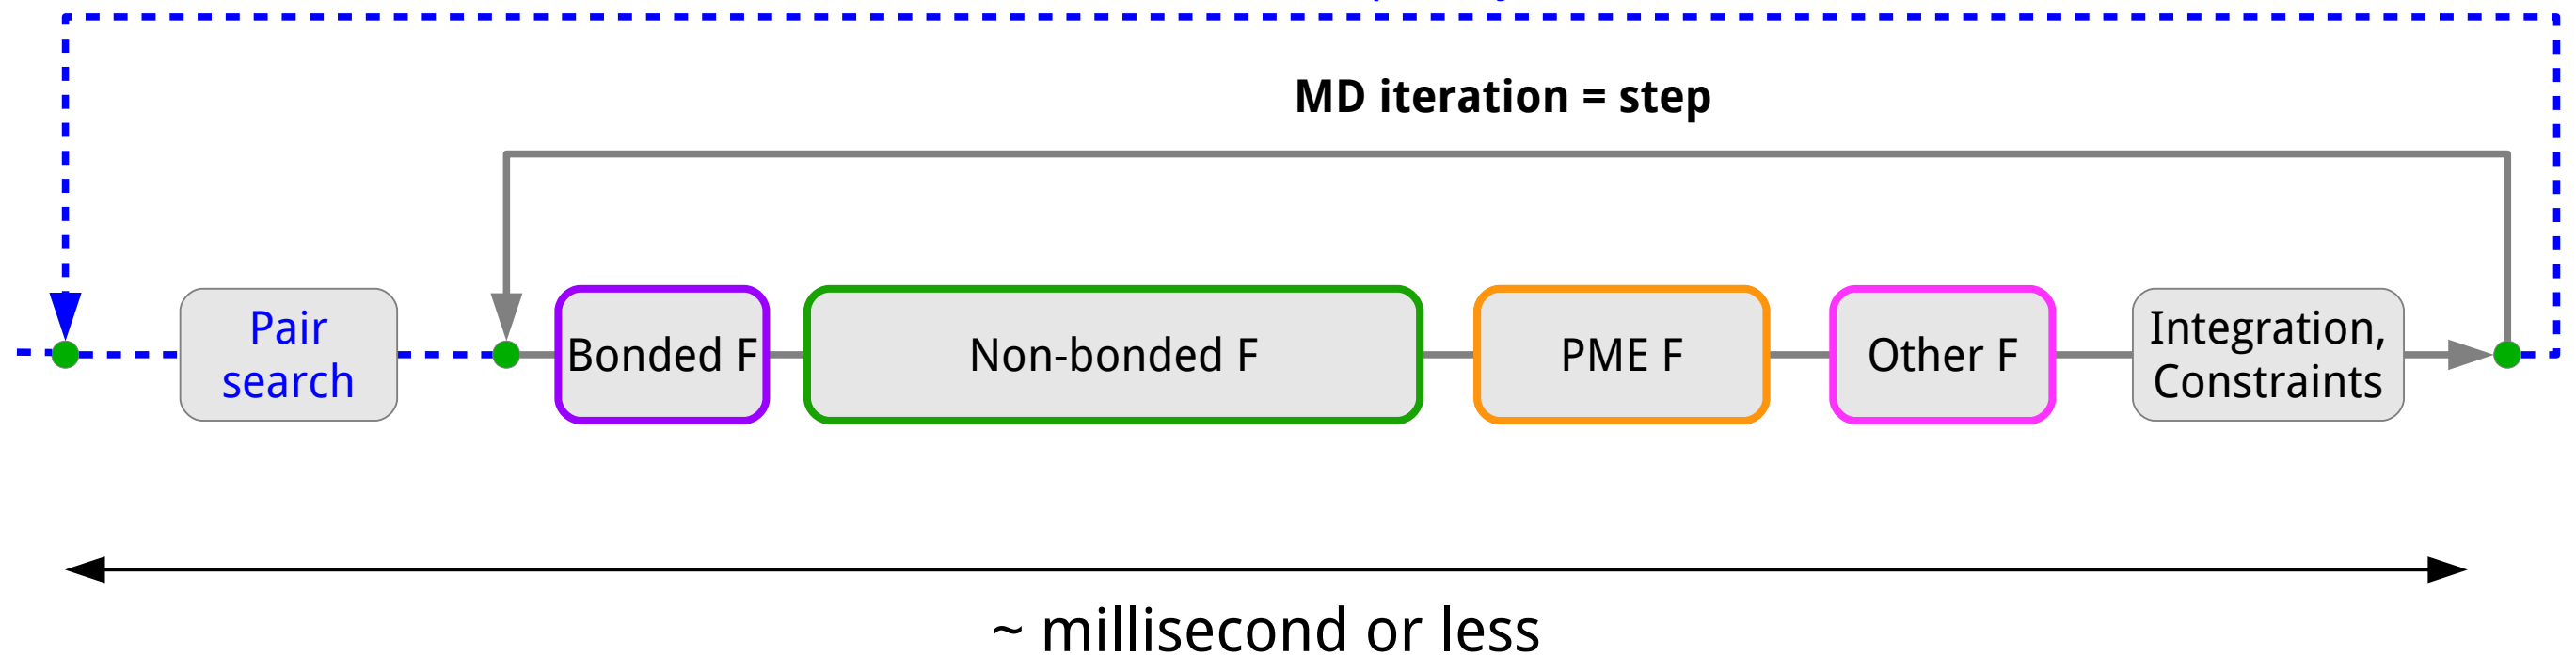 MD iteration = step
Pair
search
Bonded F
Non-bonded F
PME F
Other F
Integration,
Constraints
~ millisecond or less